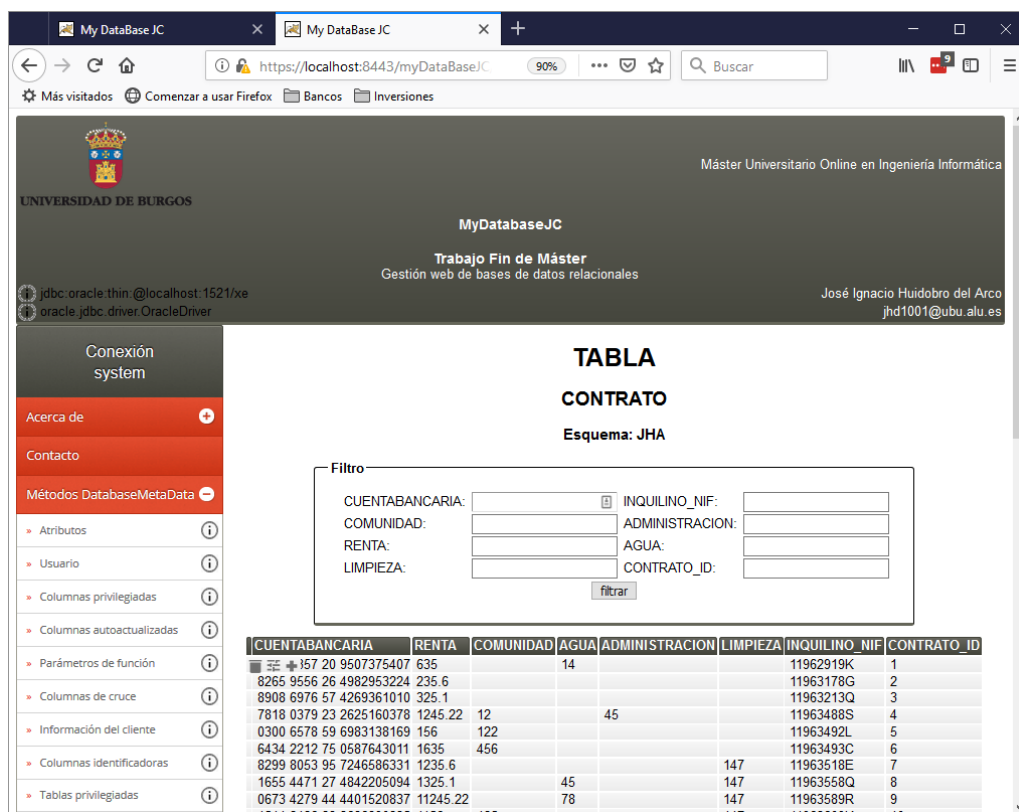 My DataBase JC
My DataBase JC
https://localhost:8443/myDataBaseJC
90%
Buscar
9
Más visitados
Comenzar a usar Firefox
Bancos
Inversiones
UNIVERSIDAD DE BURGOS
Máster Universitario Online en Ingeniería Informática
MyDatabaseJC
Trabajo Fin de Máster
Gestión web de bases de datos relacionales
jdbc:oracle:thin:@localhost:1521/xe
oracle.jdbc.driver.OracleDriver
José Ignacio Huidobro del Arco
jhd1001@ubu.alu.es
Conexión
system
Acerca de
Contacto
Métodos DatabaseMetaData
» Atributos
» Usuario
» Columnas privilegiadas
» Columnas autoactualizadas
» Parámetros de función
» Columnas de cruce
» Información del cliente
» Columnas identificadoras
» Tablas privilegiadas
TABLA
CONTRATO
Esquema: JHA
Filtro
CUENTABANCARIA: INQUILINO_NIF:
COMUNIDAD: ADMINISTRACION:
RENTA: AGUA:
LIMPIEZA: CONTRATO_ID:
filtrar
CUENTABANCARIA RENTA COMUNIDAD AGUA ADMINISTRACION LIMPIEZA INQUILINO_NIF CONTRATO_ID
357 20 9507375407 635 14 11962919K 1
8265 9556 26 4982953224 235.6 11963178G 2
8908 6976 57 4269361010 325.1 11963213Q 3
7818 0379 23 2625160378 1245.22 12 45 11963488S 4
0300 6578 59 6983138169 156 122 11963492L 5
6434 2212 75 0587643011 1635 456 11963493C 6
8299 8053 95 7246586331 1235.6 147 11963518E 7
1655 4471 27 4842205094 1325.1 45 147 11963558Q 8
0673 4279 44 4401520837 11245.22 78 147 11963589R 9